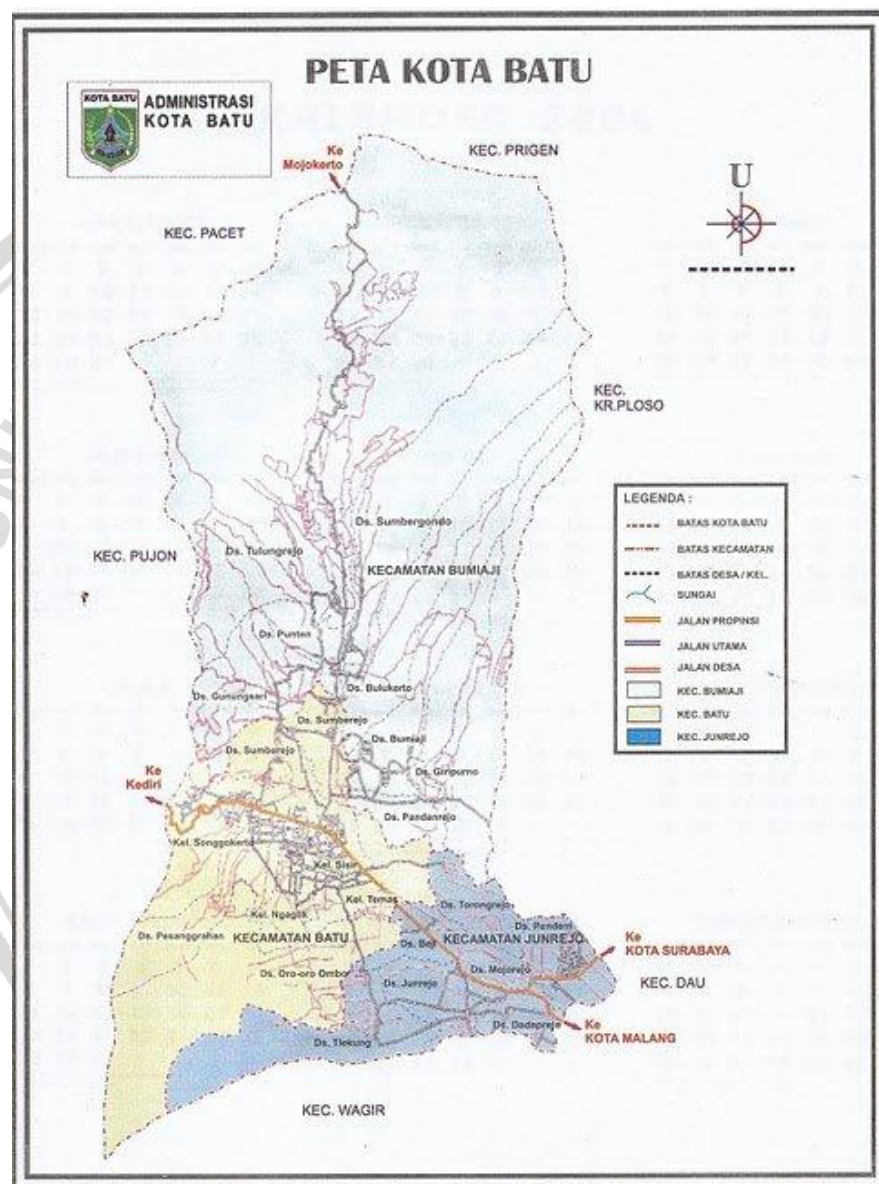 PETA KOTA BATU
KOTA BATU
ADMINISTRASI
KOTA BATU
Ke
Mojokerto
KEC. PRIGEN
KEC. PACET
U
KEC.
KR.PLOSO
LEGENDA :
BATAS KOTA BATU
BATAS KECAMATAN
BATAS DESA / KEL.
SUNGAI
JALAN PROPINSI
JALAN UTAMA
JALAN DESA
KEC. BUMIAJI
KEC. BATU
KEC. JUNREJO
Ds. Sumbergondo
KEC. PUJON
Ds. Tulungrejo
KECAMATAN BUMIAJI
Ds. Punten
Ds. Bulukerto
Ds. Gunungsari
Ds. Sumberejo
Ds. Bumiaji
Ds. Sumberejo
Ds. Giripurno
Ke
Kediri
Ds. Pandanrejo
Kel. Songgokerto
Kel. Sisir
Kel. Temas
Ds. Torongrejo
Kel. Ngaglik
Ds. Pendem
Ds. Pesanggrahan
KECAMATAN BATU
Ds. Beji
KECAMATAN JUNREJO
Ke
KOTA SURABAYA
Ds. Oro-oro Ombo
Ds. Junrejo
Ds. Mojorejo
KEC. DAU
Ds. Dadaprejo
Ke
KOTA MALANG
Ds. Tlekung
KEC. WAGIR